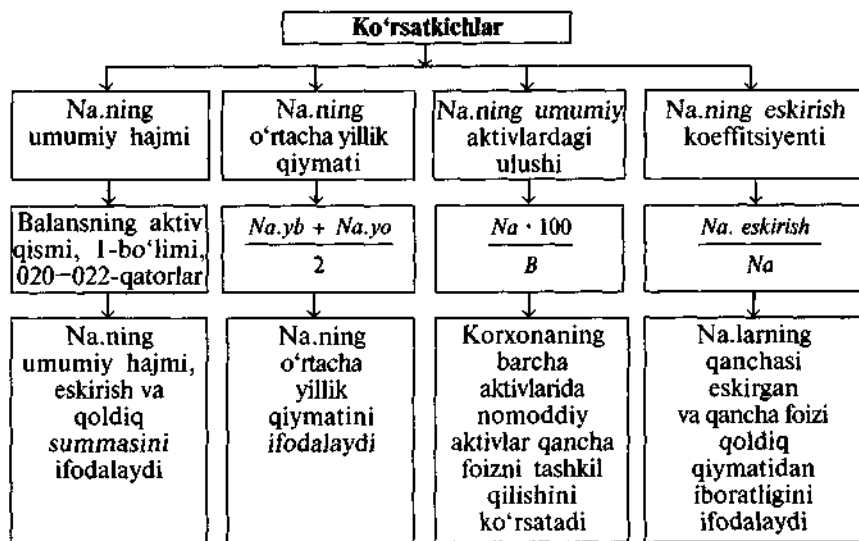 Ko‘rsatkichlar
Na.ning
umumiy hajmi
Na.ning
o‘rtacha yillik
qiymati
Na.ning umumiy
aktivlardagi
ulushi
Na.ning eskirish
koeffitsiyenti
Balansning aktiv
qismi, 1-bo‘limi,
020—022-qatorlar
Na.yb + Na.yo
2
Na · 100
B
Na. eskirish
Na
Na.ning
umumiy hajmi,
eskirish va
qoldiq
summasini
ifodalaydi
Na.ning
o‘rtacha
yillik
qiymatini
ifodalaydi
Korxonaning
barcha
aktivlarida
nomoddiy
aktivlar qancha
foizni tashkil
qilishini
ko‘rsatadi
Na.larning
qanchasi
eskirgan
va qancha foizi
qoldiq
qiymatidan
iboratligini
ifodalaydi